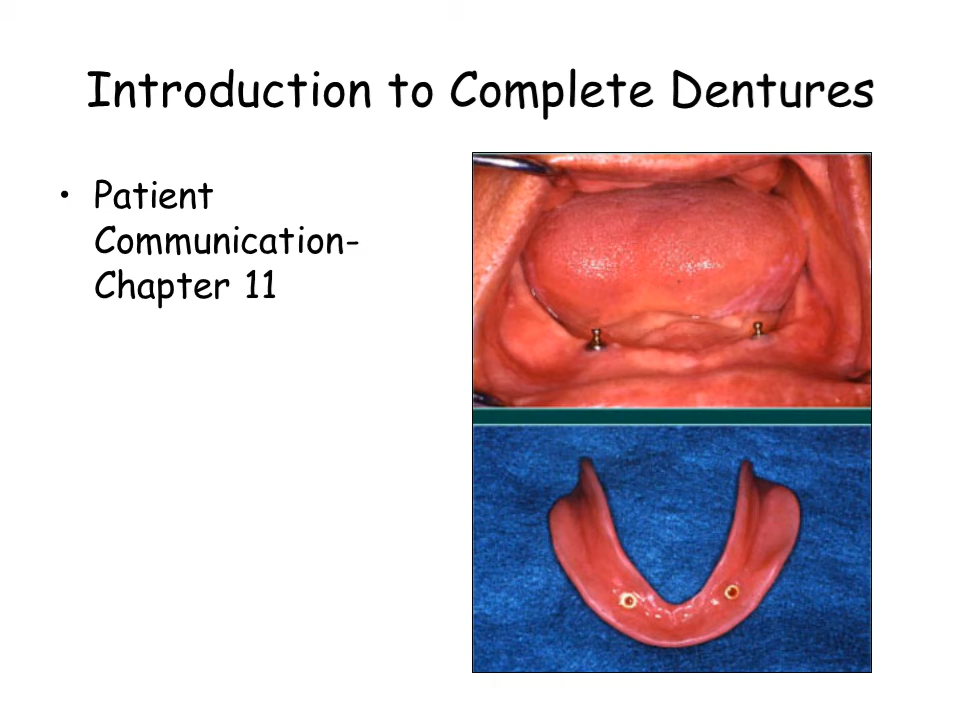 Introduction to Complete Dentures
• Patient
Communication-
Chapter 11